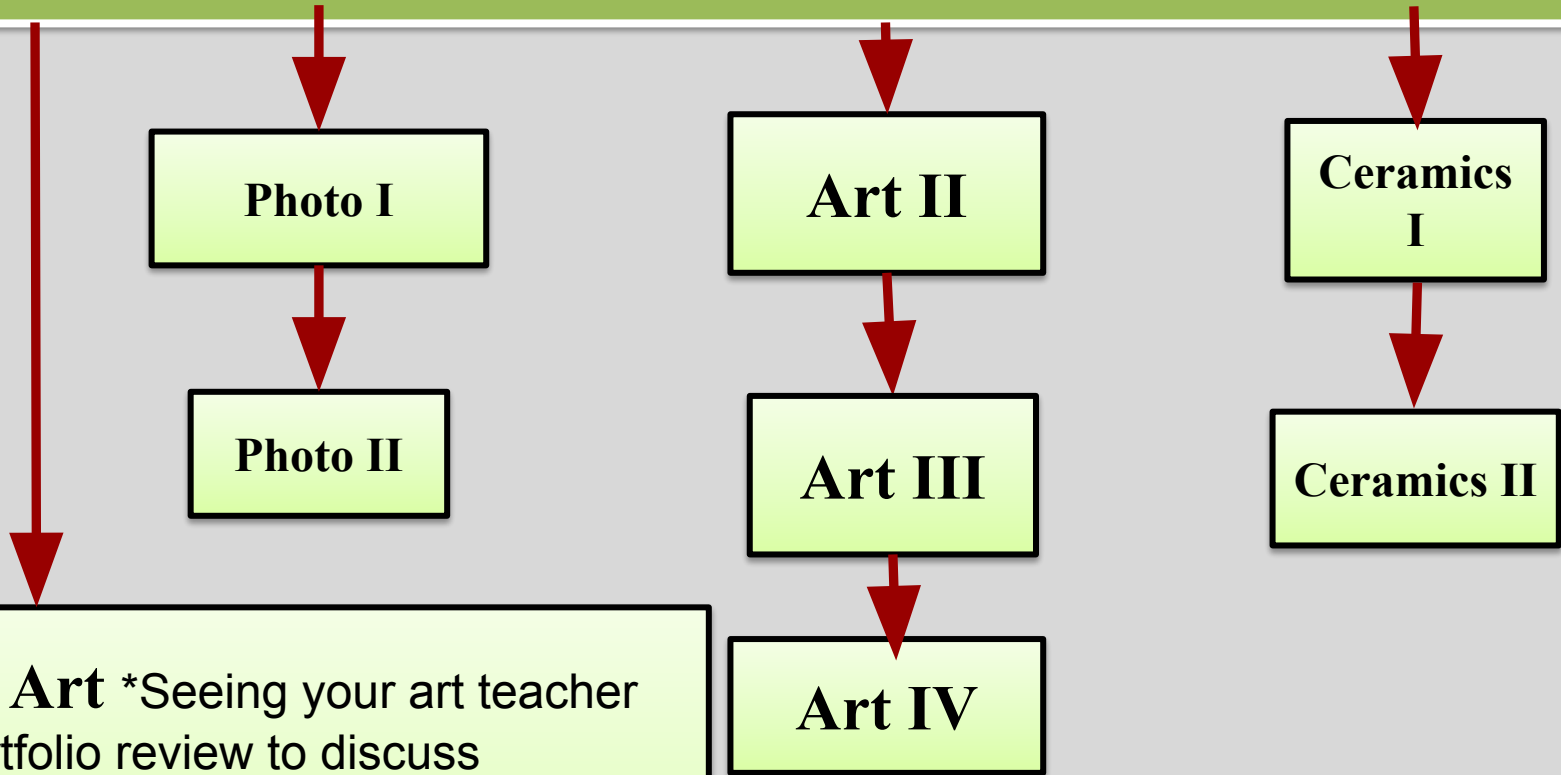 Photo I
Art II
Ceramics
I
Photo II
Art III
Ceramics II
Art *Seeing your art teacher
tfolio review to discuss
Art IV